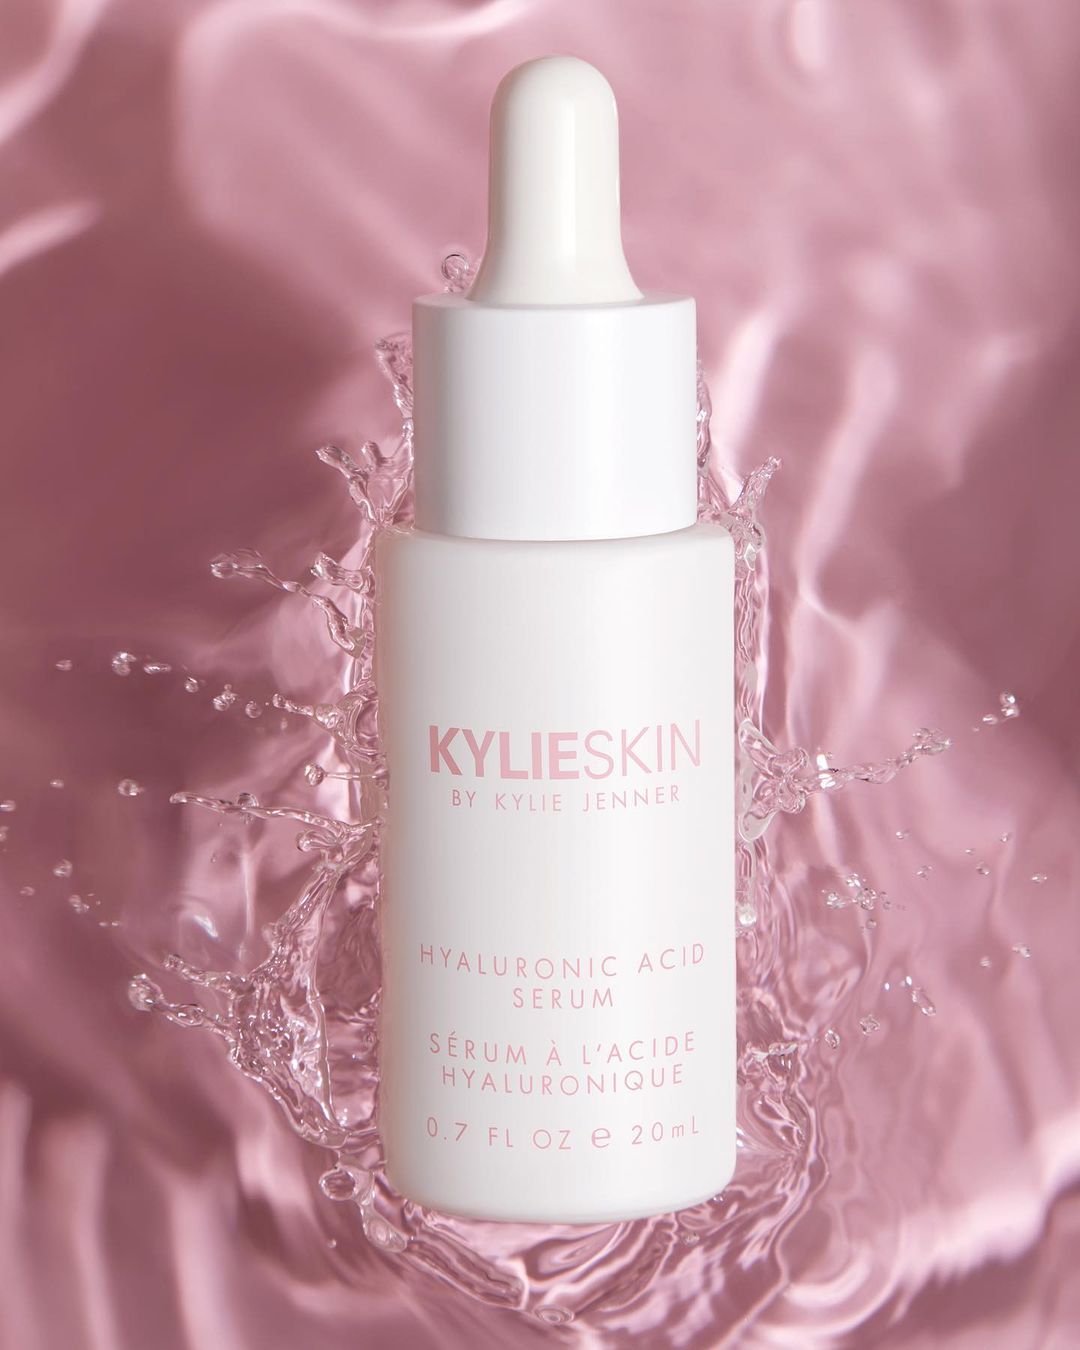 KYLIESKIN
BY KYLIE JENNER
HYALURONIC ACID
SERUM
SÉRUM À L'ACIDE
HYALURONIQUE
0.7 FL OZ e 20mL